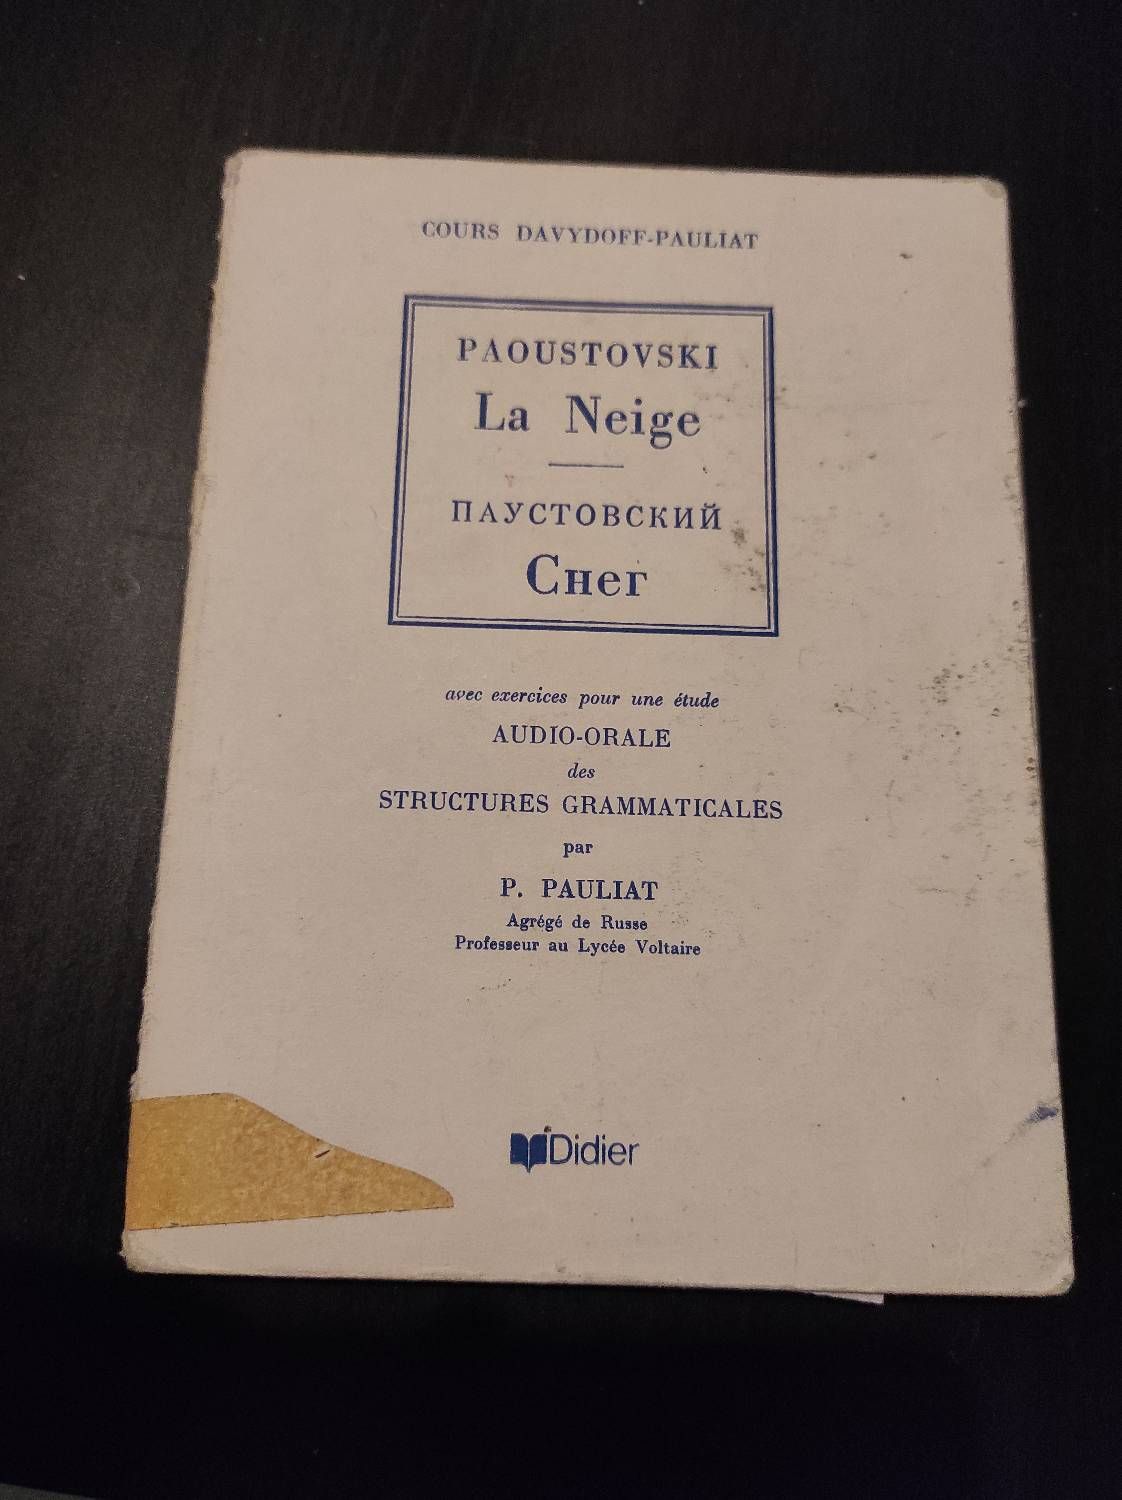 COURS DAVYDOFF-PAULIAT
PAOUSTOVSKI
La Neige
ПАУСТОВСКИЙ
Снег
avec exercices pour une étude
AUDIO-ORALE
des
STRUCTURES GRAMMATICALES
par
P. PAULIAT
Agrégé de Russe
Professeur au Lycée Voltaire
Didier